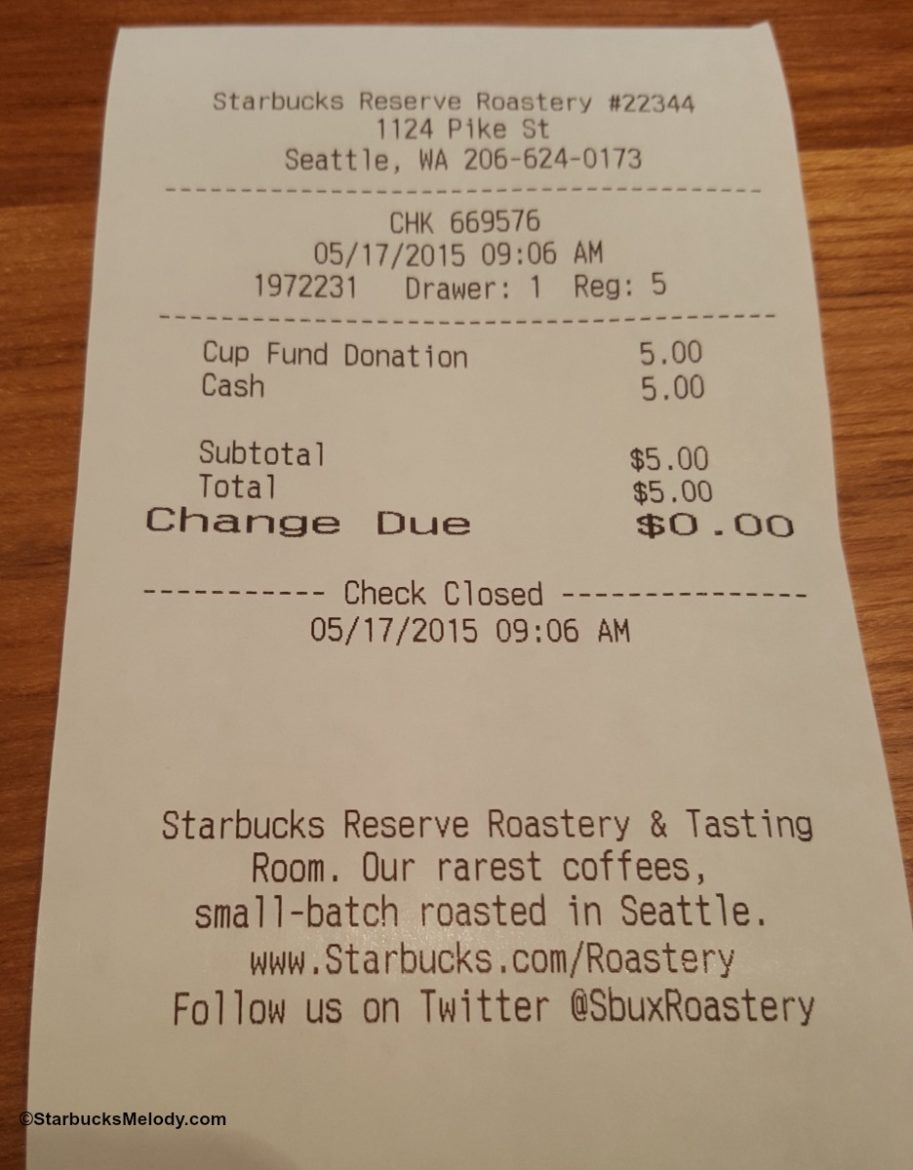 Starbucks Reserve Roastery #22344
1124 Pike St
Seattle, WA 206-624-0173
----------------------------------------
CHK 669576
05/17/2015 09:06 AM
1972231 Drawer: 1 Reg: 5
----------------------------------------
Cup Fund Donation 5.00
Cash 5.00
Subtotal $5.00
Total $5.00
Change Due $0.00
----------- Check Closed ---------------
05/17/2015 09:06 AM
Starbucks Reserve Roastery & Tasting
Room. Our rarest coffees,
small-batch roasted in Seattle.
www.Starbucks.com/Roastery
Follow us on Twitter @SbuxRoastery
©StarbucksMelody.com